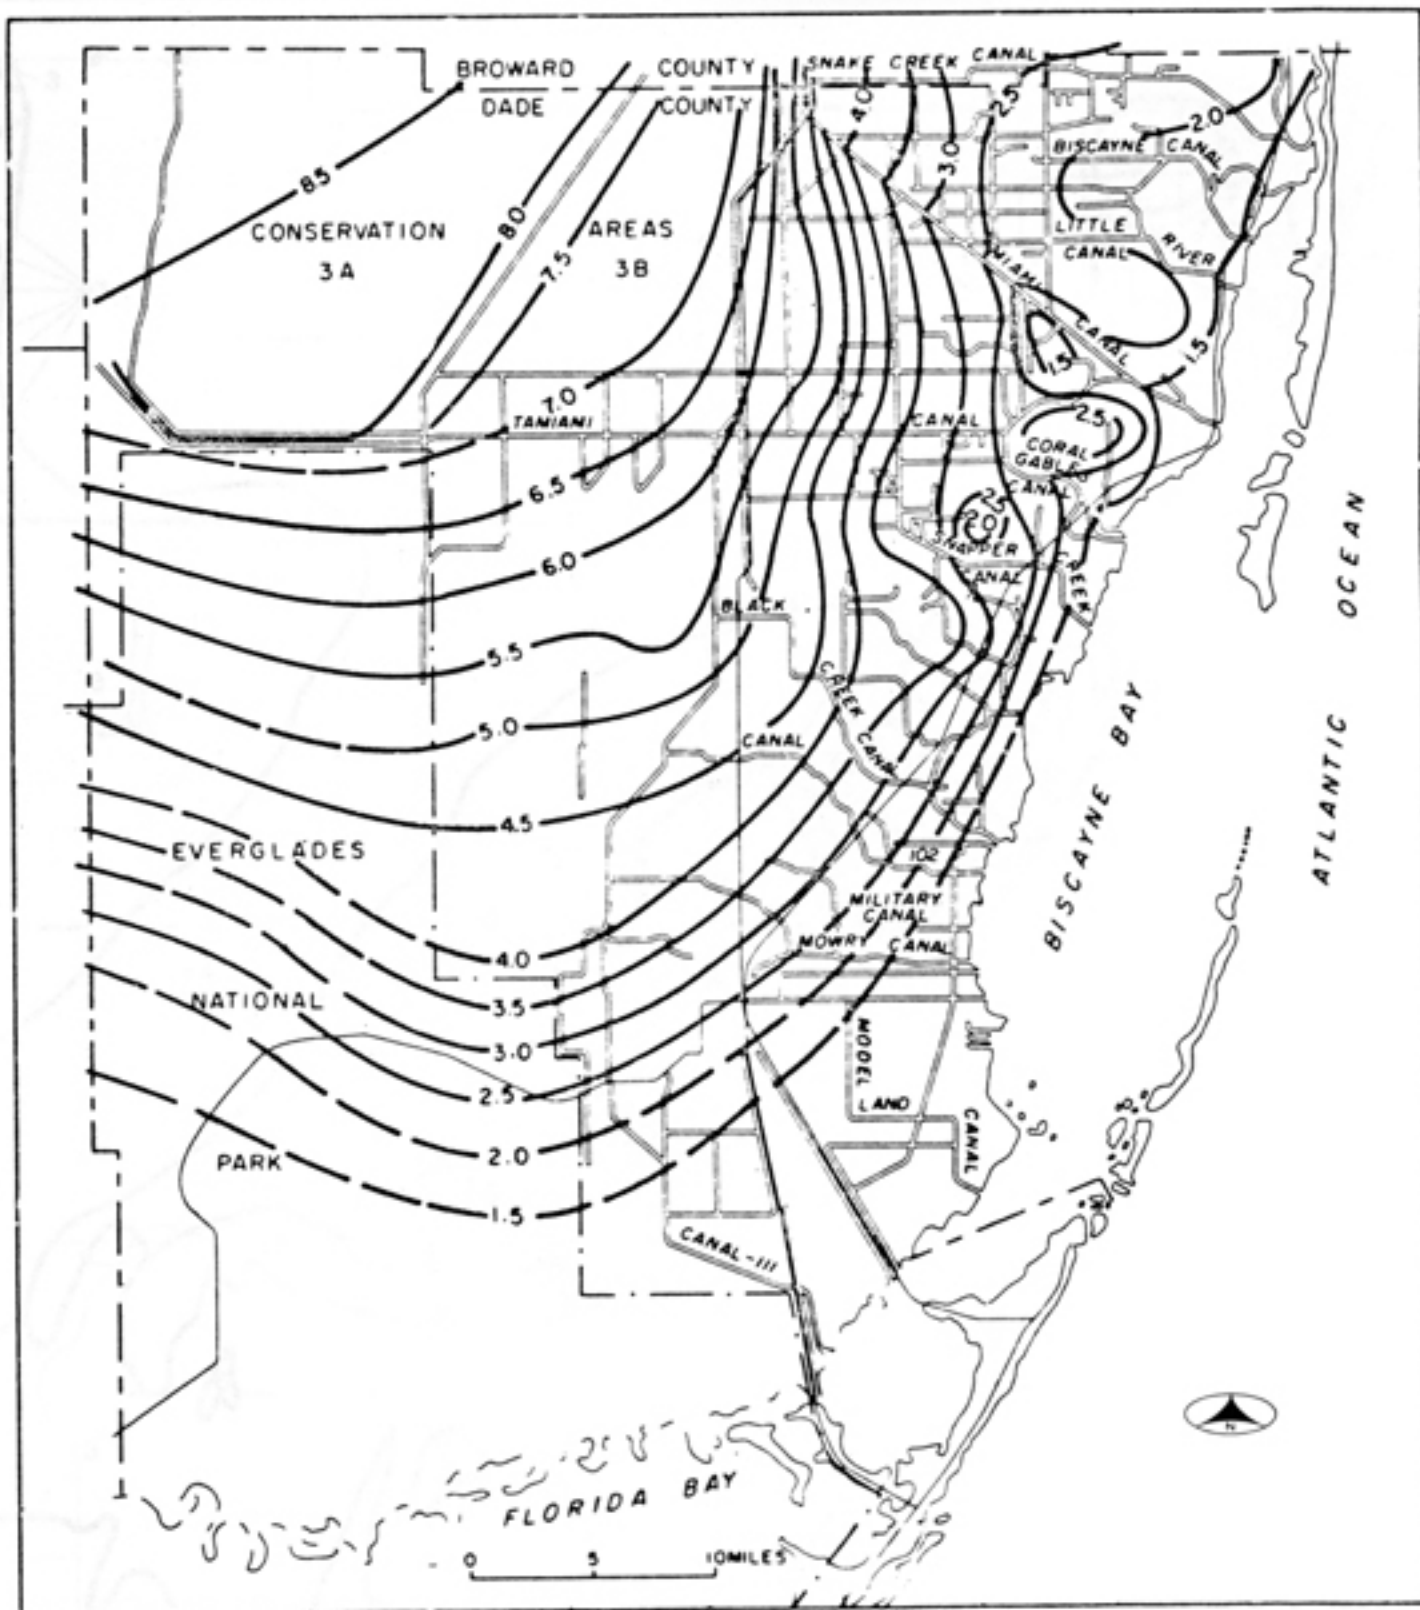 BROWARD COUNTY SNAKE CREEK CANAL
DADE COUNTY
4.0
2.5
2.0
8.5
3.0
BISCAYNE CANAL
CONSERVATION
3A
8.0
AREAS
3B
7.5
LITTLE
RIVER
CANAL
MIAMI
CANAL
1.5
1.5
7.0
TAMIAMI
CANAL
2.5
CORAL
GABLES
CANAL
6.5
2.5
2.0
SNAPPER
CREEK
CANAL
6.0
BLACK
CREEK
CANAL
5.5
5.0
CANAL
4.5
EVERGLADES
102
MILITARY
CANAL
MOWRY CANAL
4.0
NATIONAL
3.5
3.0
MODEL
LAND
CANAL
2.5
2.0
PARK
1.5
CANAL-111
BISCAYNE BAY
ATLANTIC OCEAN
N
FLORIDA BAY
0 5 10 MILES